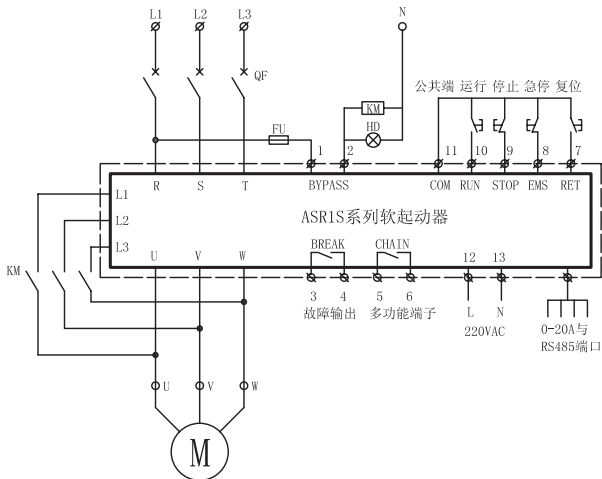 L1 L2 L3 N
QF
KM
公共端 运行 停止 急停 复位
FU HD
1 2 11 10 9 8 7
R S T BYPASS COM RUN STOP EMS RET
L1
ASR1S系列软起动器
L2
L3
BREAK CHAIN 12 13
U V W
KM
3 4 5 6 L N
故障输出 多功能端子 220VAC
0-20A与
RS485端口
U V W
M